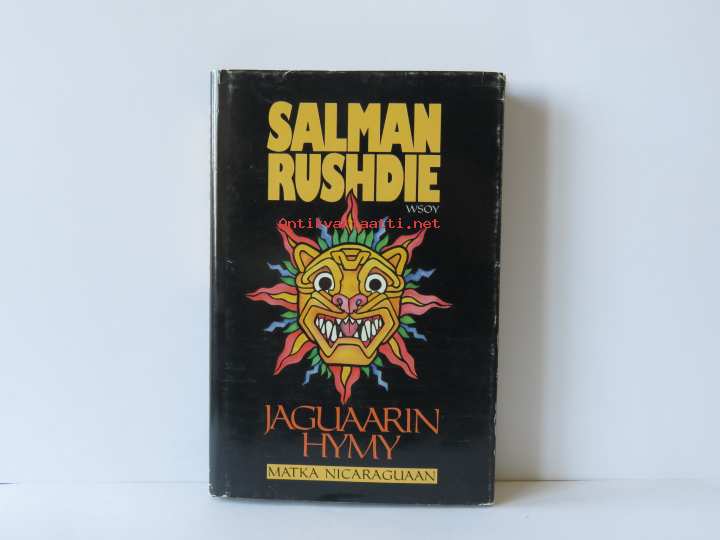 SALMAN
RUSHDIE
WSOY
Antikvariaatti.net
JAGUAARIN
HYMY
MATKA NICARAGUAAN